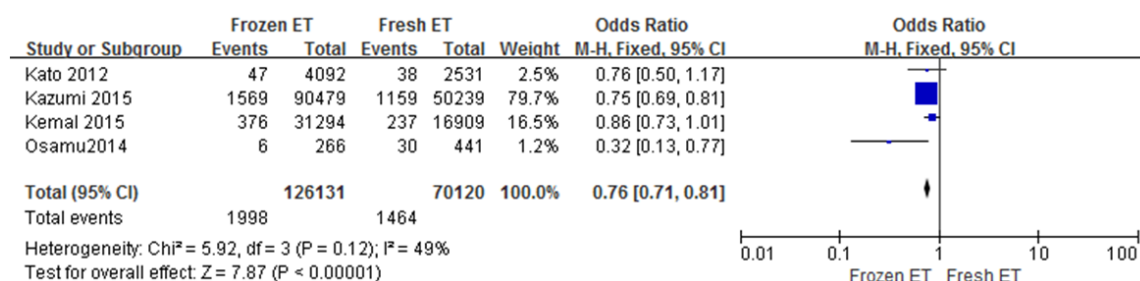 Frozen ET Fresh ET Odds Ratio Odds Ratio
Study or Subgroup Events Total Events Total Weight M-H, Fixed, 95% CI M-H, Fixed, 95% CI
Kato 2012 47 4092 38 2531 2.5% 0.76 [0.50, 1.17]
Kazumi 2015 1569 90479 1159 50239 79.7% 0.75 [0.69, 0.81]
Kemal 2015 376 31294 237 16909 16.5% 0.86 [0.73, 1.01]
Osamu2014 6 266 30 441 1.2% 0.32 [0.13, 0.77]
Total (95% CI) 126131 70120 100.0% 0.76 [0.71, 0.81]
Total events 1998 1464
Heterogeneity: Chi² = 5.92, df = 3 (P = 0.12); I² = 49%
Test for overall effect: Z = 7.87 (P < 0.00001)
0.01 0.1 1 10 100
Frozen ET Fresh ET